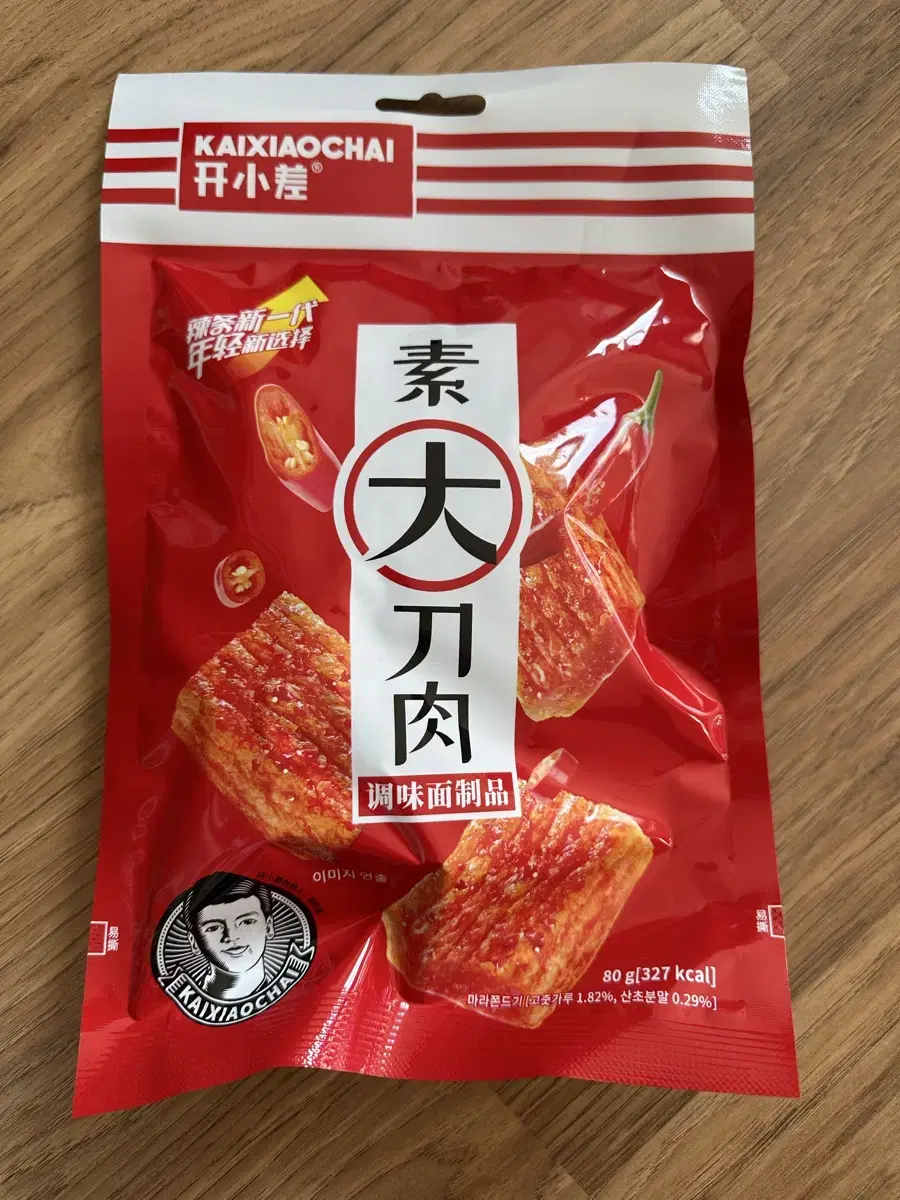 KAIXIAOCHAI
开小差®
辣条新一代
年轻新选择
素
大
刀
肉
调味面制品
이미지 연출
易撕
易撕
KAIXIAOCHAI
80 g[327 kcal]
마라쫀드기 [고춧가루 1.82%, 산초분말 0.29%]